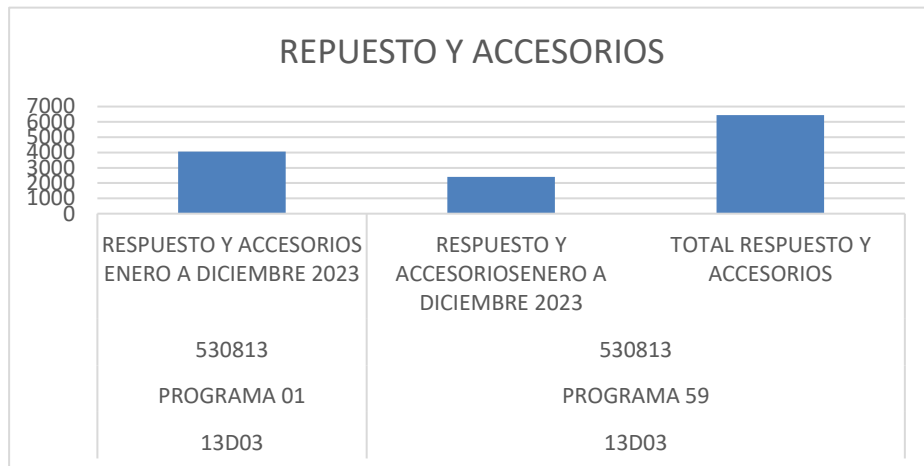 REPUESTO Y ACCESORIOS
7000
6000
5000
4000
3000
2000
1000
0
RESPUESTO Y ACCESORIOS
ENERO A DICIEMBRE 2023
RESPUESTO Y
ACCESORIOSENERO A
DICIEMBRE 2023
TOTAL RESPUESTO Y
ACCESORIOS
530813
530813
PROGRAMA 01
PROGRAMA 59
13D03
13D03